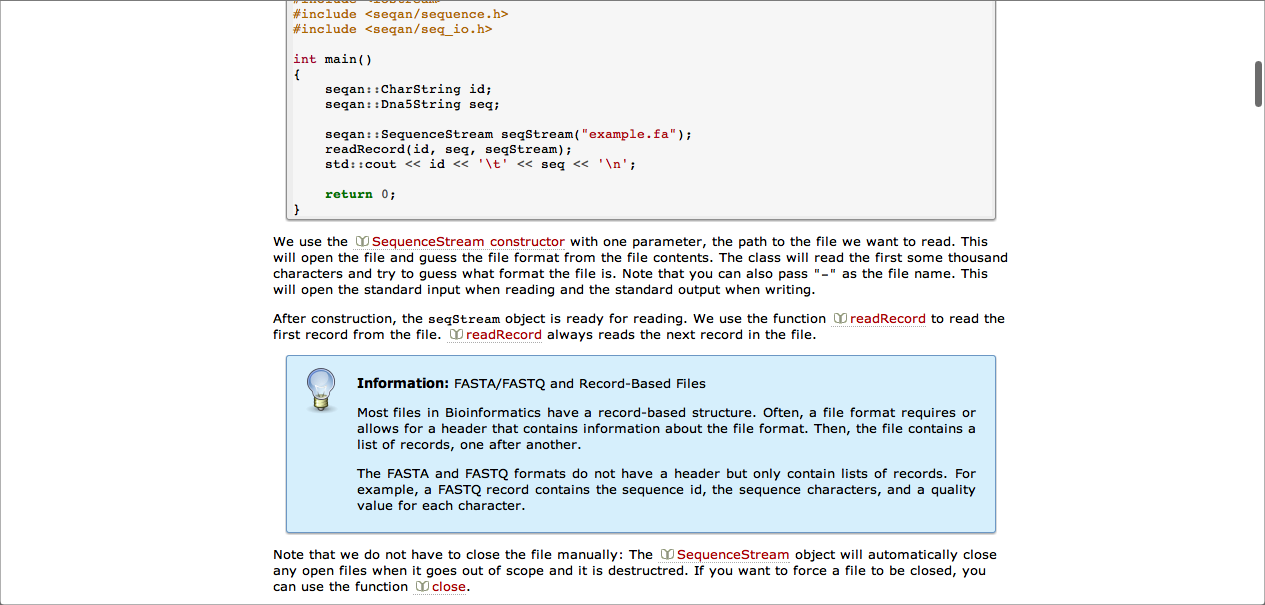 #include <iostream>
#include <seqan/sequence.h>
#include <seqan/seq_io.h>
int main()
{
    seqan::CharString id;
    seqan::Dna5String seq;
    seqan::SequenceStream seqStream("example.fa");
    readRecord(id, seq, seqStream);
    std::cout << id << '\t' << seq << '\n';
    return 0;
}
We use the SequenceStream constructor with one parameter, the path to the file we want to read. This
will open the file and guess the file format from the file contents. The class will read the first some thousand
characters and try to guess what format the file is. Note that you can also pass "-" as the file name. This
will open the standard input when reading and the standard output when writing.
After construction, the seqStream object is ready for reading. We use the function readRecord to read the
first record from the file. readRecord always reads the next record in the file.
Information: FASTA/FASTQ and Record-Based Files
Most files in Bioinformatics have a record-based structure. Often, a file format requires or
allows for a header that contains information about the file format. Then, the file contains a
list of records, one after another.
The FASTA and FASTQ formats do not have a header but only contain lists of records. For
example, a FASTQ record contains the sequence id, the sequence characters, and a quality
value for each character.
Note that we do not have to close the file manually: The SequenceStream object will automatically close
any open files when it goes out of scope and it is destructred. If you want to force a file to be closed, you
can use the function close.